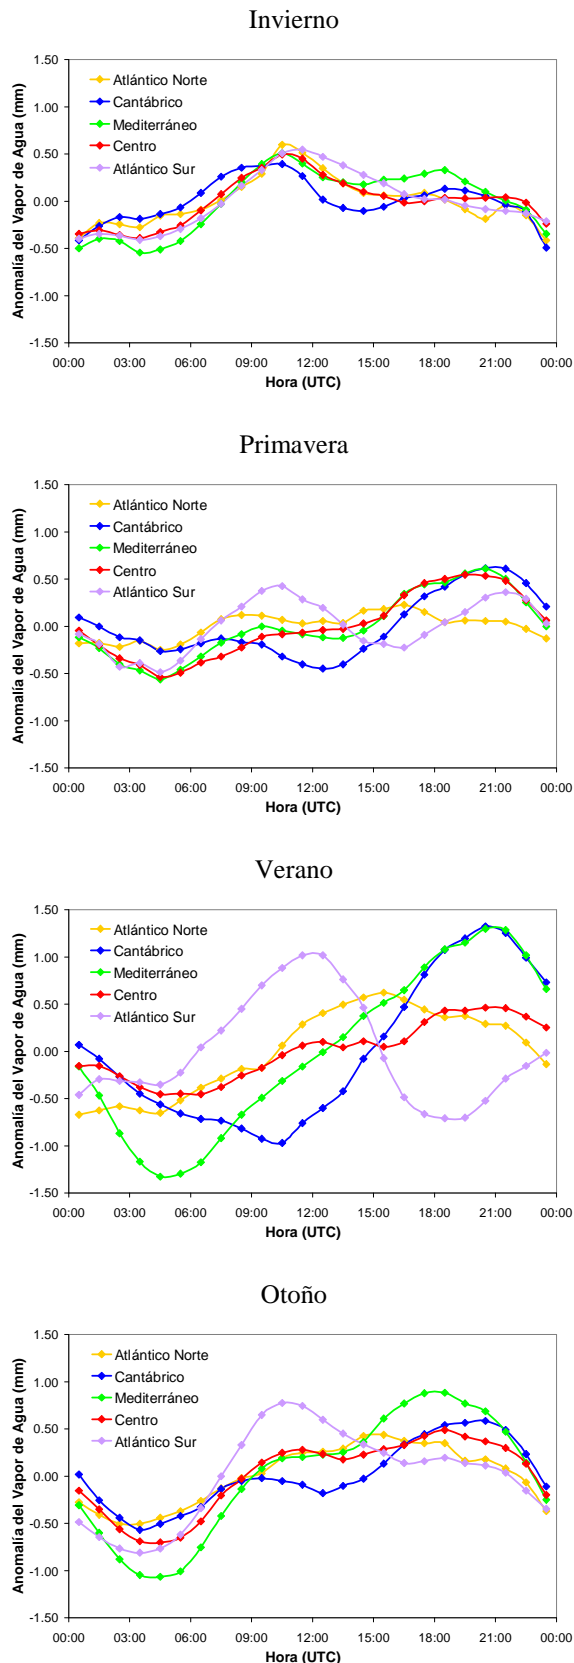 Invierno
Anomalía del Vapor de Agua (mm)
1.50
1.00
0.50
0.00
-0.50
-1.00
-1.50
Atlántico Norte
Cantábrico
Mediterráneo
Centro
Atlántico Sur
00:00 03:00 06:00 09:00 12:00 15:00 18:00 21:00 00:00
Hora (UTC)
Primavera
Anomalía del Vapor de Agua (mm)
1.50
1.00
0.50
0.00
-0.50
-1.00
-1.50
Atlántico Norte
Cantábrico
Mediterráneo
Centro
Atlántico Sur
00:00 03:00 06:00 09:00 12:00 15:00 18:00 21:00 00:00
Hora (UTC)
Verano
Anomalía del Vapor de Agua (mm)
1.50
1.00
0.50
0.00
-0.50
-1.00
-1.50
Atlántico Norte
Cantábrico
Mediterráneo
Centro
Atlántico Sur
00:00 03:00 06:00 09:00 12:00 15:00 18:00 21:00 00:00
Hora (UTC)
Otoño
Anomalía del Vapor de Agua (mm)
1.50
1.00
0.50
0.00
-0.50
-1.00
-1.50
Atlántico Norte
Cantábrico
Mediterráneo
Centro
Atlántico Sur
00:00 03:00 06:00 09:00 12:00 15:00 18:00 21:00 00:00
Hora (UTC)